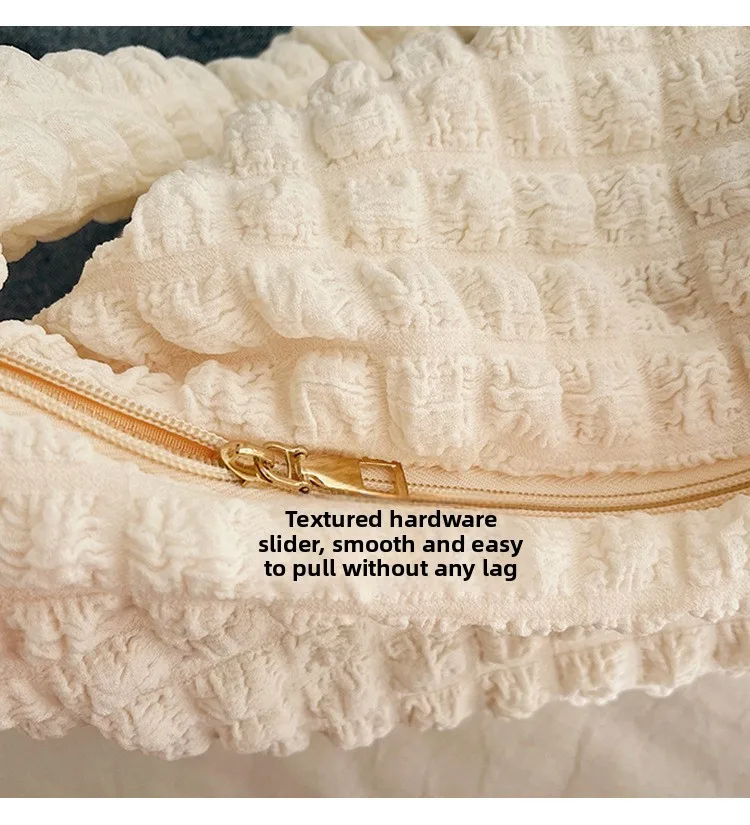 Textured hardware
slider, smooth and easy
to pull without any lag